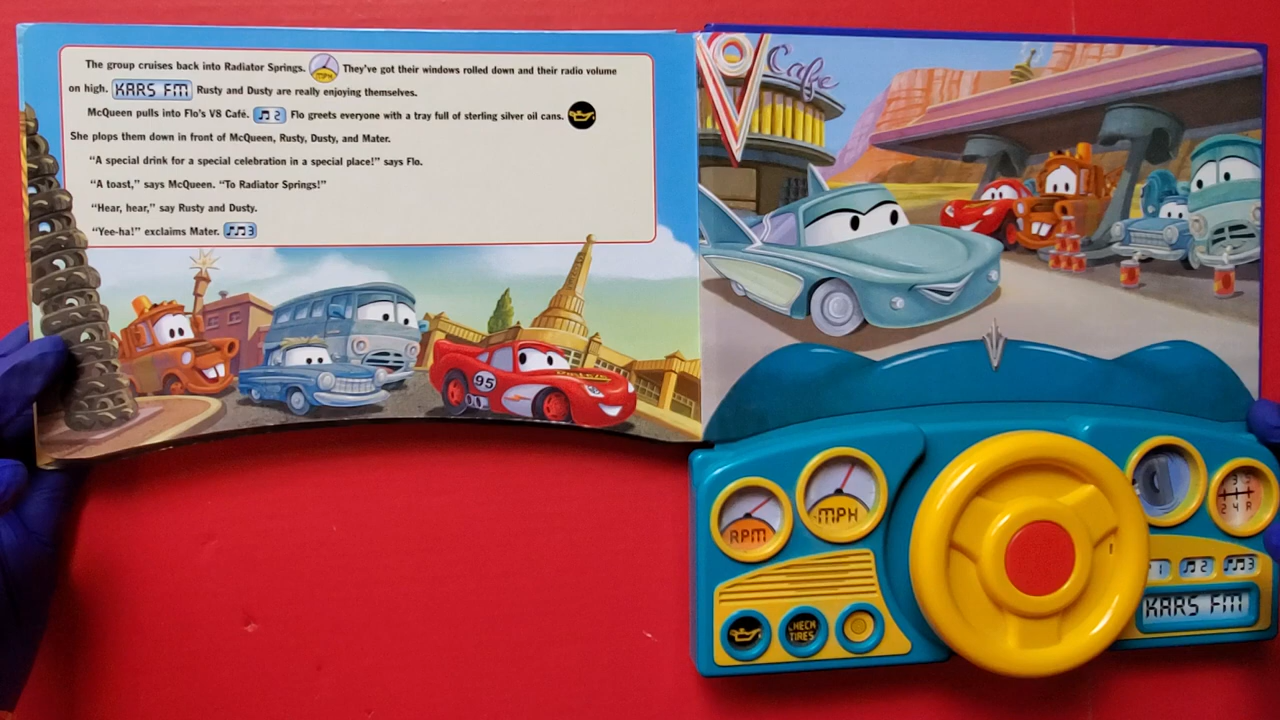 The group cruises back into Radiator Springs. MPH They've got their windows rolled down and their radio volume
on high. KARS FM Rusty and Dusty are really enjoying themselves.
McQueen pulls into Flo's V8 Café. ♫ 2 Flo greets everyone with a tray full of sterling silver oil cans.
She plops them down in front of McQueen, Rusty, Dusty, and Mater.
“A special drink for a special celebration in a special place!” says Flo.
“A toast,” says McQueen. “To Radiator Springs!”
“Hear, hear,” say Rusty and Dusty.
“Yee-ha!” exclaims Mater. ♫♪3
95
V8 Cafe
RPM
MPH
CHECK
TIRES
3 5
2 4 R
1 ♫ 2 ♫♪3
KARS FM